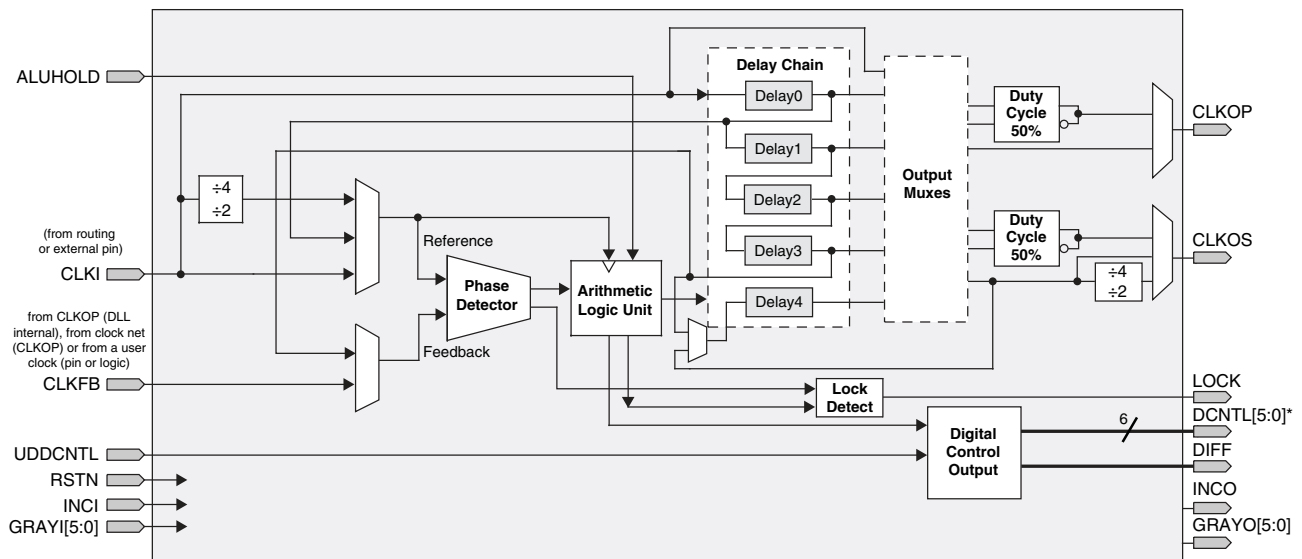 ALUHOLD
Delay Chain
Delay0
Delay1
Delay2
Delay3
Delay4
Output
Muxes
Duty
Cycle
50%
CLKOP
÷4
÷2
(from routing
or external pin)
CLKI
Reference
Phase
Detector
Arithmetic
Logic Unit
Duty
Cycle
50%
CLKOS
÷4
÷2
from CLKOP (DLL
internal), from clock net
(CLKOP) or from a user
clock (pin or logic)
CLKFB
Feedback
Lock
Detect
LOCK
Digital
Control
Output
6
DCNTL[5:0]*
DIFF
UDDCNTL
RSTN
INCI
GRAYI[5:0]
INCO
GRAYO[5:0]